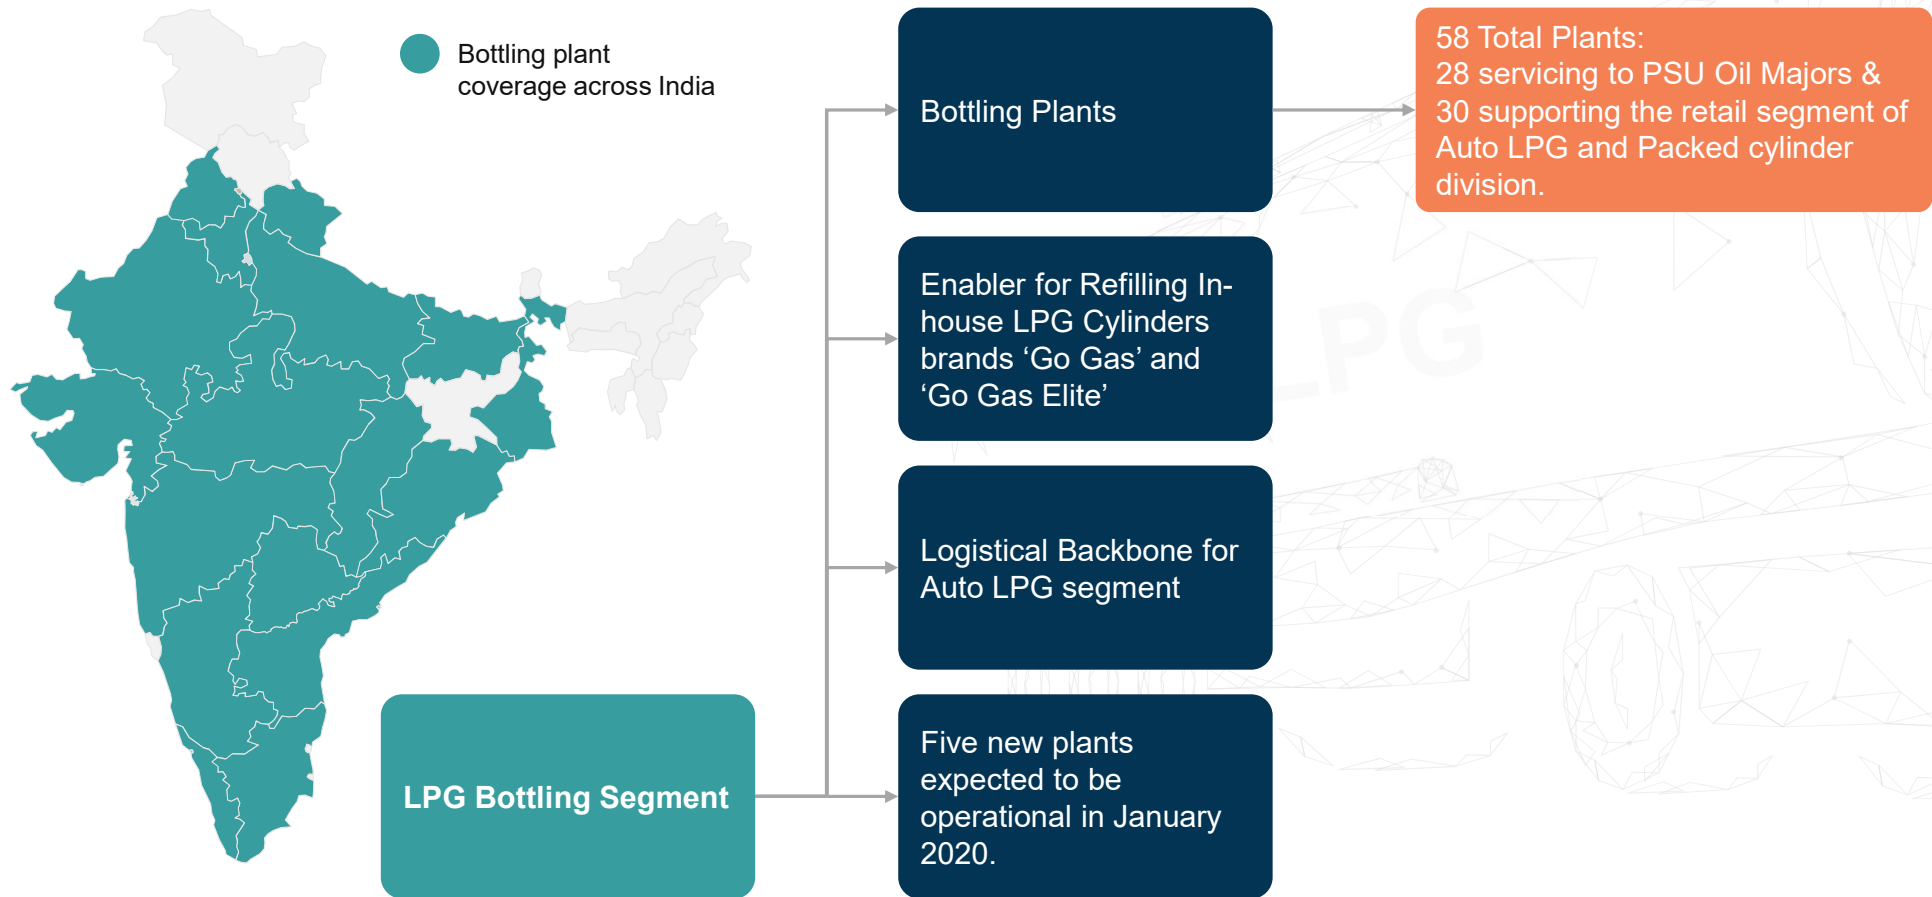 Bottling plant
coverage across India
Bottling Plants
58 Total Plants:
28 servicing to PSU Oil Majors &
30 supporting the retail segment of
Auto LPG and Packed cylinder
division.
Enabler for Refilling In-
house LPG Cylinders
brands ‘Go Gas’ and
‘Go Gas Elite’
LPG
Logistical Backbone for
Auto LPG segment
LPG Bottling Segment
Five new plants
expected to be
operational in January
2020.